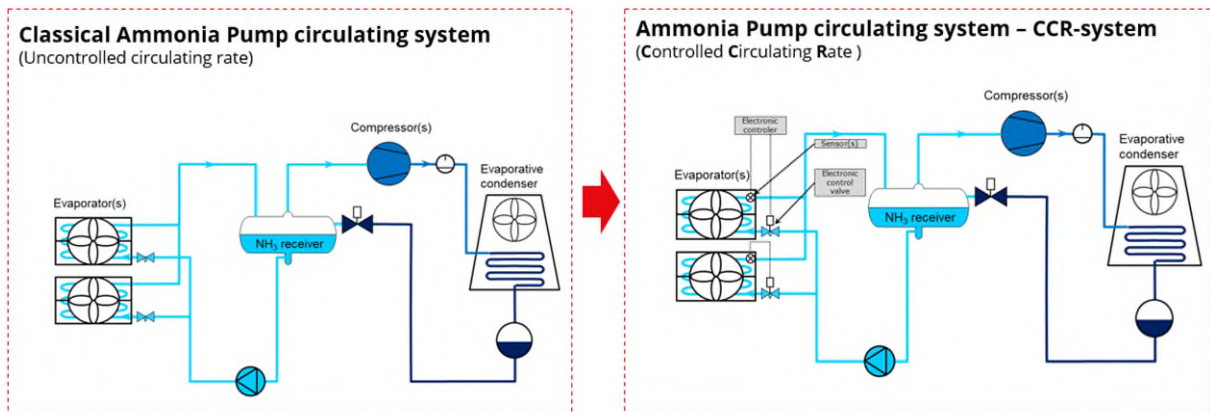 Classical Ammonia Pump circulating system
(Uncontrolled circulating rate)
Compressor(s)
Evaporative
condenser
Evaporator(s)
NH₃ receiver
Ammonia Pump circulating system – CCR-system
(Controlled Circulating Rate )
Compressor(s)
Electronic
controler
Sensor(s)
Evaporative
condenser
Evaporator(s)
Electronic
control
valve
NH₃ receiver